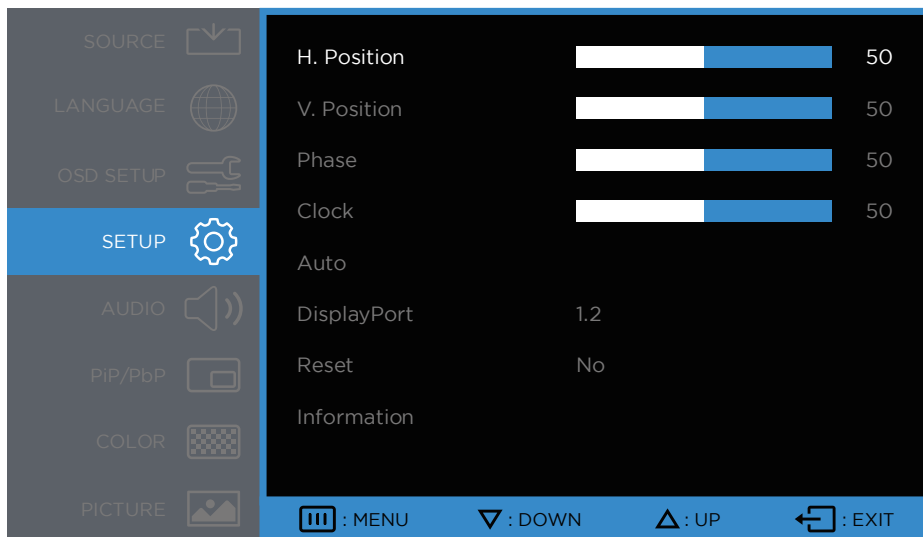 SOURCE
LANGUAGE
OSD SETUP
SETUP
AUDIO
PiP/PbP
COLOR
PICTURE
H. Position 50
V. Position 50
Phase 50
Clock 50
Auto
DisplayPort 1.2
Reset No
Information
: MENU : DOWN : UP : EXIT